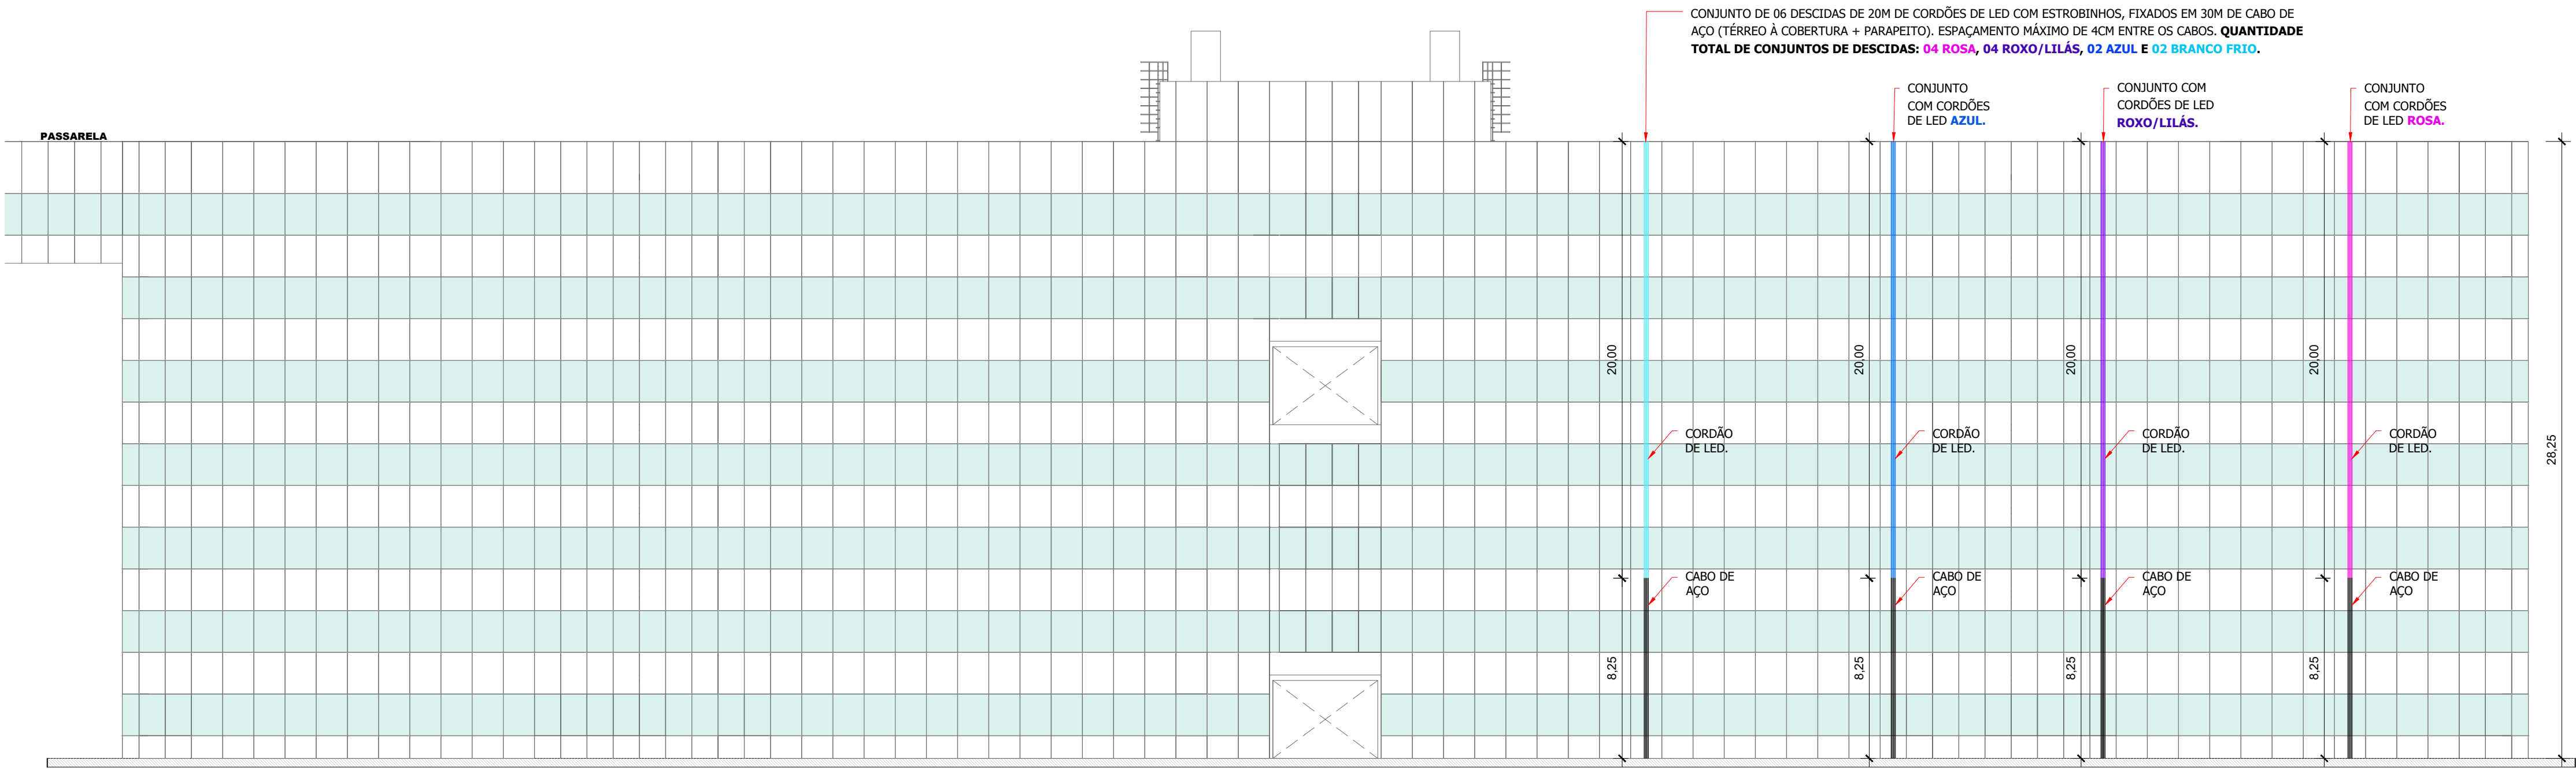 CONJUNTO DE 06 DESCIDAS DE 20M DE CORDÕES DE LED COM ESTROBINHOS, FIXADOS EM 30M DE CABO DE
AÇO (TÉRREO À COBERTURA + PARAPEITO). ESPAÇAMENTO MÁXIMO DE 4CM ENTRE OS CABOS. QUANTIDADE
TOTAL DE CONJUNTOS DE DESCIDAS: 04 ROSA, 04 ROXO/LILÁS, 02 AZUL E 02 BRANCO FRIO.
CONJUNTO
COM CORDÕES
DE LED AZUL.
CONJUNTO COM
CORDÕES DE LED
ROXO/LILÁS.
CONJUNTO
COM CORDÕES
DE LED ROSA.
PASSARELA
20,00
20,00
20,00
20,00
CORDÃO
DE LED.
CORDÃO
DE LED.
CORDÃO
DE LED.
CORDÃO
DE LED.
28,25
CABO DE
AÇO
CABO DE
AÇO
CABO DE
AÇO
CABO DE
AÇO
8,25
8,25
8,25
8,25